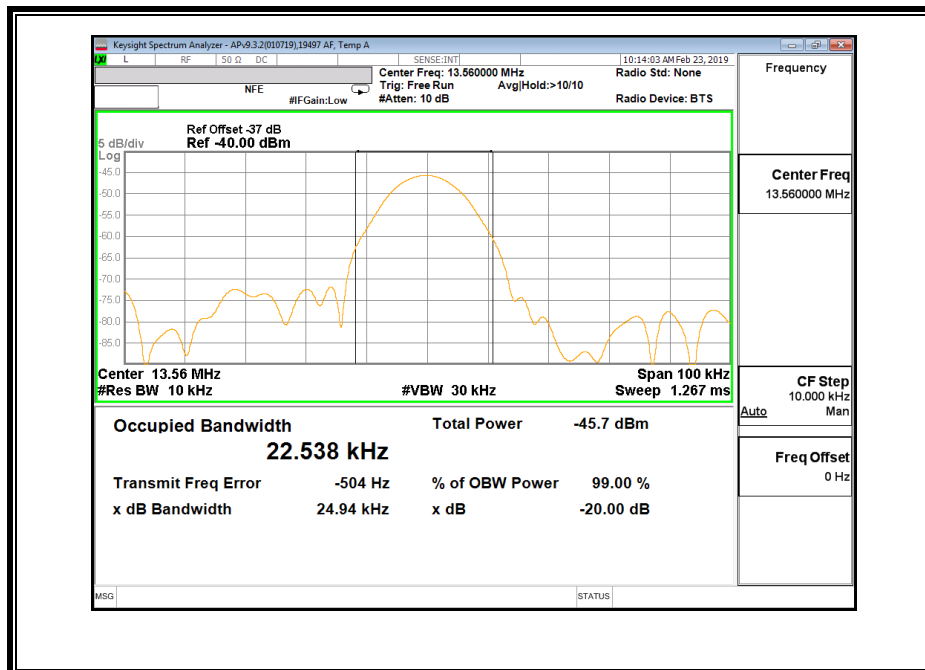 Keysight Spectrum Analyzer - APv9.3.2(010719),19497 AF, Temp A
LXI L RF 50 Ω DC SENSE:INT 10:14:03 AM Feb 23, 2019
Center Freq: 13.560000 MHz Radio Std: None
NFE Trig: Free Run Avg|Hold:>10/10
#IFGain:Low #Atten: 10 dB Radio Device: BTS
Ref Offset -37 dB
5 dB/div Ref -40.00 dBm
Log
-45.0
-50.0
-55.0
-60.0
-65.0
-70.0
-75.0
-80.0
-85.0
Center 13.56 MHz Span 100 kHz
#Res BW 10 kHz #VBW 30 kHz Sweep 1.267 ms
Occupied Bandwidth Total Power -45.7 dBm
22.538 kHz
Transmit Freq Error -504 Hz % of OBW Power 99.00 %
x dB Bandwidth 24.94 kHz x dB -20.00 dB
MSG STATUS
Frequency
Center Freq
13.560000 MHz
CF Step
10.000 kHz
Auto Man
Freq Offset
0 Hz